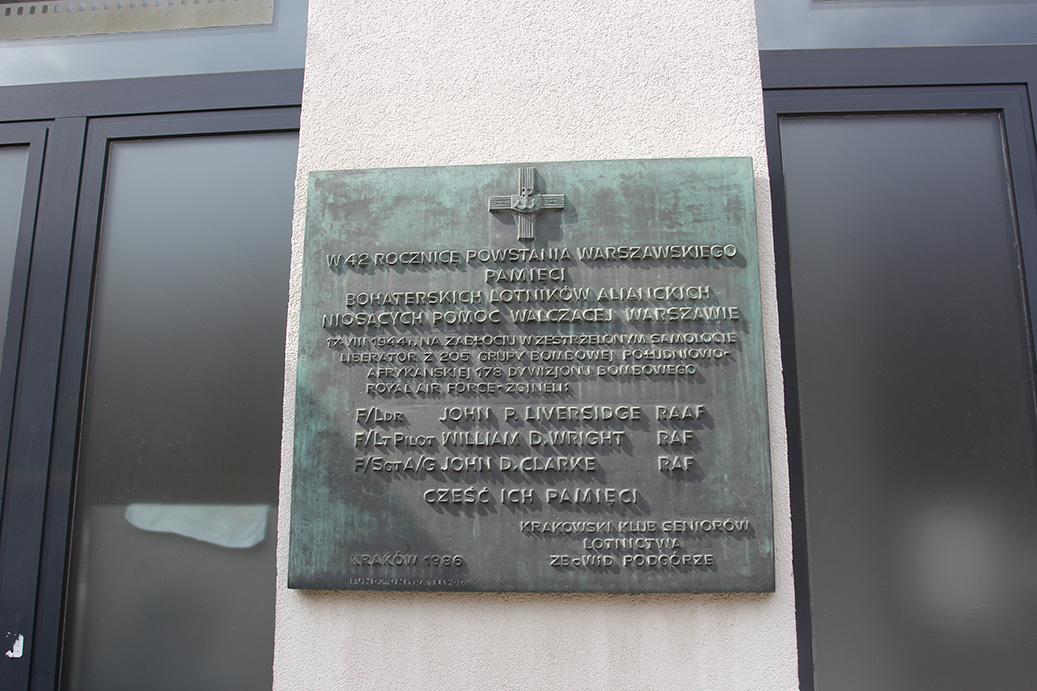 W 42 ROCZNICĘ POWSTANIA WARSZAWSKIEGO
PAMIĘCI
BOHATERSKICH LOTNIKÓW ALIANCKICH
NIOSĄCYCH POMOC WALCZĄCEJ WARSZAWIE
17 VIII 1944 r. NA ZABŁOCIU W ZESTRZELONYM SAMOLOCIE
LIBERATOR Z 205 GRUPY BOMBOWEJ POŁUDNIOWO-
AFRYKAŃSKIEJ 178 DYWIZJONU BOMBOWEGO
ROYAL AIR FORCE - ZGINĘLI:
F/LDR JOHN P. LIVERSIDGE RAAF
F/LT PILOT WILLIAM D. WRIGHT RAF
F/SGT A/G JOHN D. CLARKE RAF
CZEŚĆ ICH PAMIĘCI
KRAKOWSKI KLUB SENIORÓW
LOTNICTWA
KRAKÓW 1986 ZBoWID PODGÓRZE